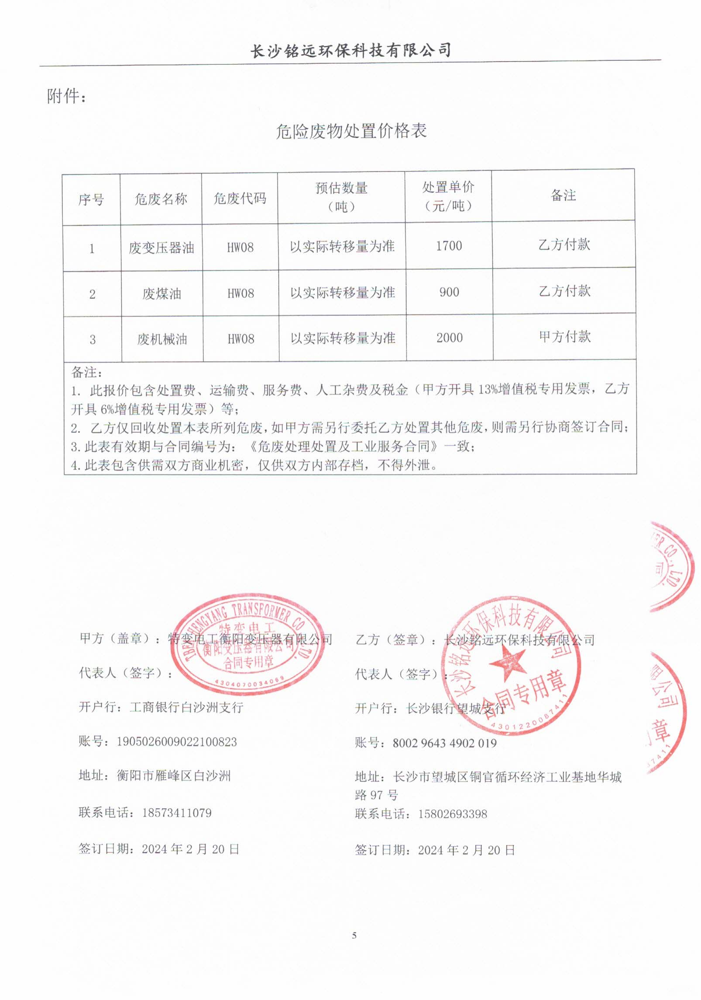 长沙铭远环保科技有限公司
附件：
危险废物处置价格表
序号 危废名称 危废代码 预估数量（吨） 处置单价（元/吨） 备注
1 废变压器油 HW08 以实际转移量为准 1700 乙方付款
2 废煤油 HW08 以实际转移量为准 900 乙方付款
3 废机械油 HW08 以实际转移量为准 2000 甲方付款
备注：
1. 此报价包含处置费、运输费、服务费、人工杂费及税金（甲方开具 13%增值税专用发票，乙方
开具 6%增值税专用发票）等；
2. 乙方仅回收处置本表所列危废，如甲方需另行委托乙方处置其他危废，则需另行协商签订合同；
3.此表有效期与合同编号为：《危废处理处置及工业服务合同》一致；
4.此表包含供需双方商业机密，仅供双方内部存档，不得外泄。
ER CO., LTD.
司
甲方（盖章）：特变电工衡阳变压器有限公司
代表人（签字）：
开户行：工商银行白沙洲支行
账号：1905026009022100823
地址：衡阳市雁峰区白沙洲
联系电话：18573411079
签订日期：2024 年 2 月 20 日
TBEA HENGYANG TRANSFORMER CO., LTD.
特变电工
衡阳变压器有限公司
合同专用章
4304070034069
乙方（签章）：长沙铭远环保科技有限公司
代表人（签字）：
开户行：长沙银行望城支行
账号：8002 9643 4902 019
地址：长沙市望城区铜官循环经济工业基地华城
路 97 号
联系电话：15802693398
签订日期：2024 年 2 月 20 日
长沙铭远环保科技有限公司
合同专用章
4301220087411
限公司
章
37411
5